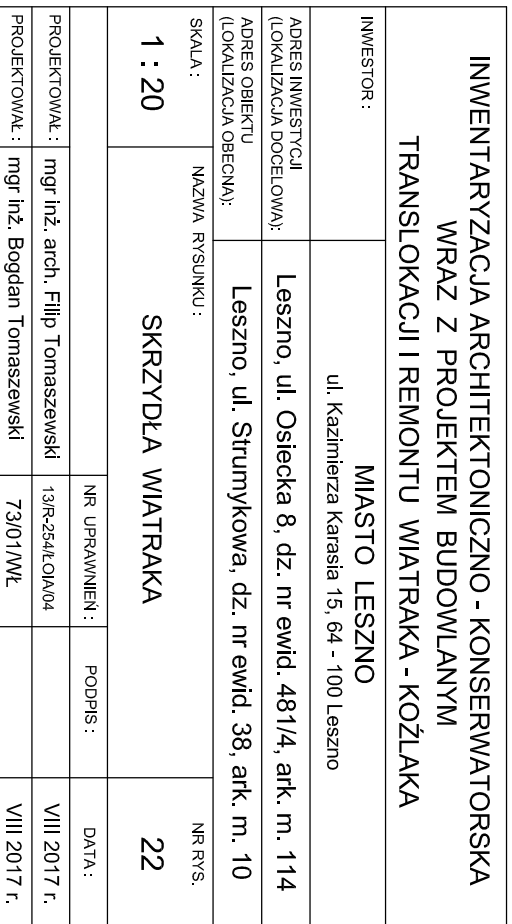 INWENTARYZACJA ARCHITEKTONICZNO - KONSERWATORSKA
WRAZ Z PROJEKTEM BUDOWLANYM
TRANSLOKACJI I REMONTU WIATRAKA - KOŹLAKA
INWESTOR :
MIASTO LESZNO
ul. Kazimierza Karasia 15, 64 - 100 Leszno
ADRES INWESTYCJI
(LOKALIZACJA DOCELOWA):
Leszno, ul. Osiecka 8, dz. nr ewid. 481/4, ark. m. 114
ADRES OBIEKTU
(LOKALIZACJA OBECNA):
Leszno, ul. Strumykowa, dz. nr ewid. 38, ark. m. 10
SKALA :
1 : 20
NAZWA RYSUNKU :
SKRZYDŁA WIATRAKA
NR RYS.
22
NR UPRAWNIEŃ : PODPIS : DATA :
PROJEKTOWAŁ : mgr inż. arch. Filip Tomaszewski 13/R-254/ŁOIA/04 VIII 2017 r.
PROJEKTOWAŁ : mgr inż. Bogdan Tomaszewski 73/01/WŁ VIII 2017 r.